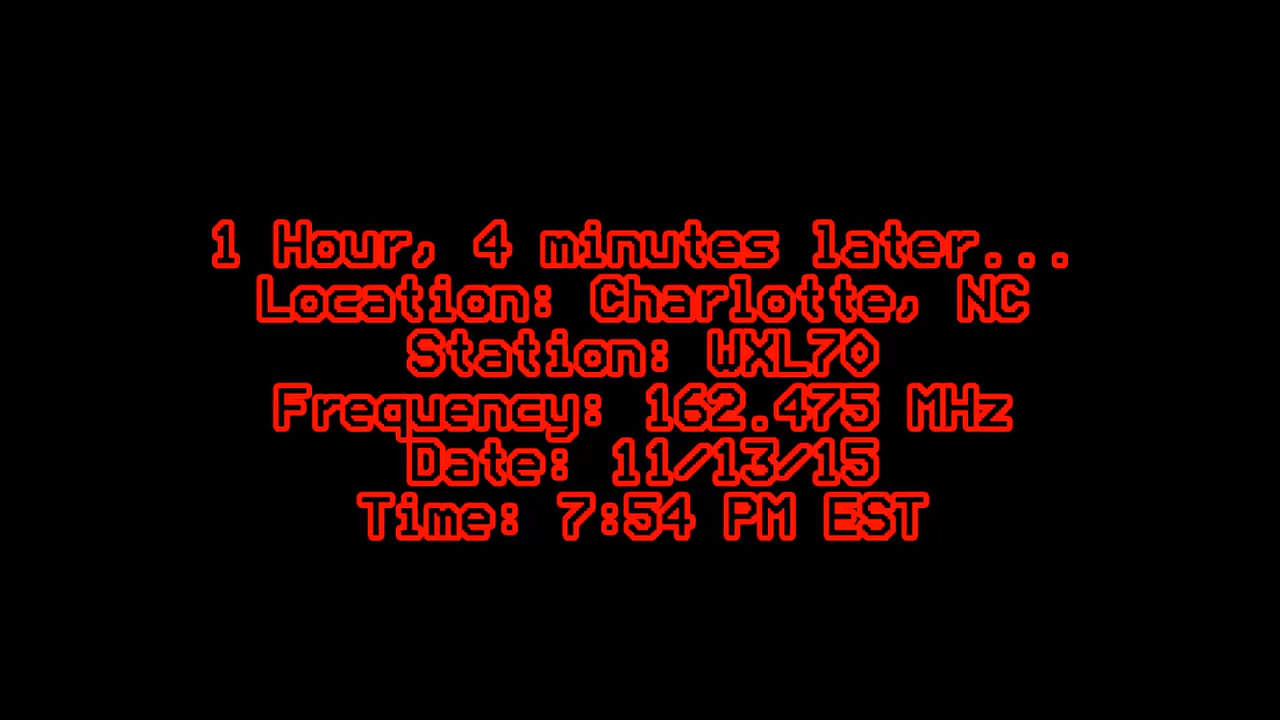 1 Hour, 4 minutes later...
Location: Charlotte, NC
Station: WXL70
Frequency: 162.475 MHz
Date: 11/13/15
Time: 7:54 PM EST